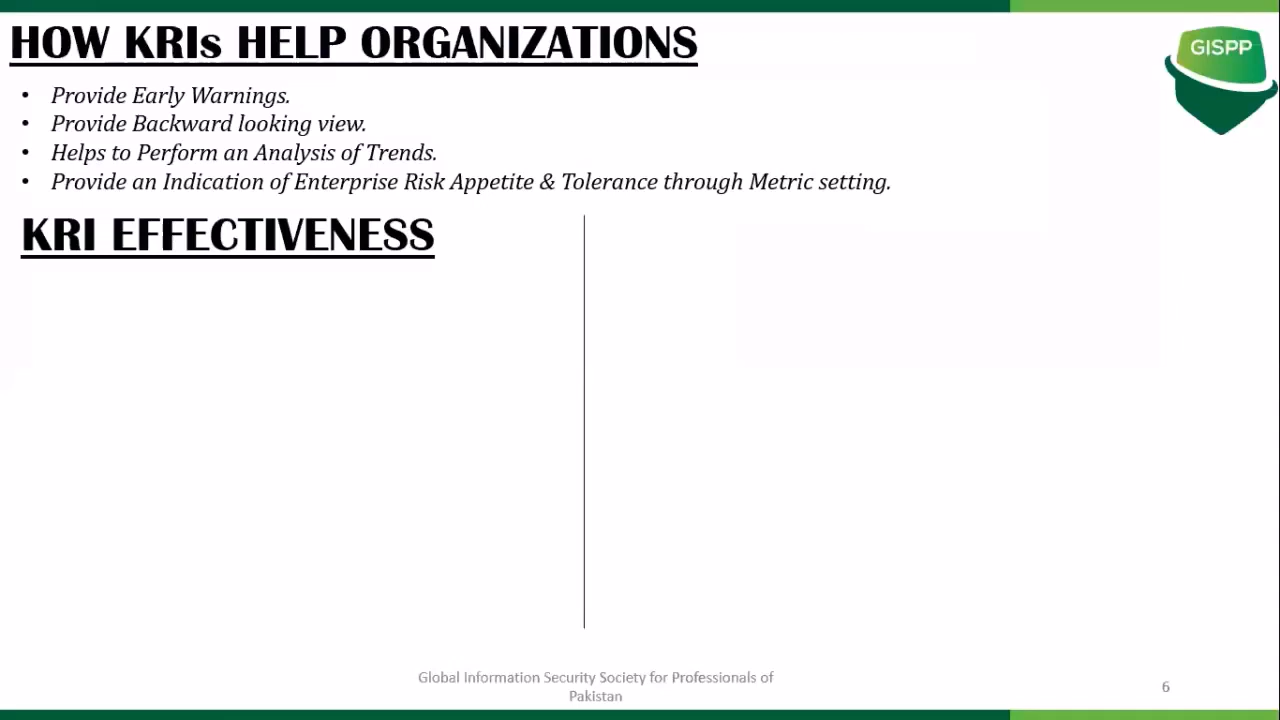 HOW KRIs HELP ORGANIZATIONS
GISPP
• Provide Early Warnings.
• Provide Backward looking view.
• Helps to Perform an Analysis of Trends.
• Provide an Indication of Enterprise Risk Appetite & Tolerance through Metric setting.
KRI EFFECTIVENESS
Global Information Security Society for Professionals of
Pakistan
6